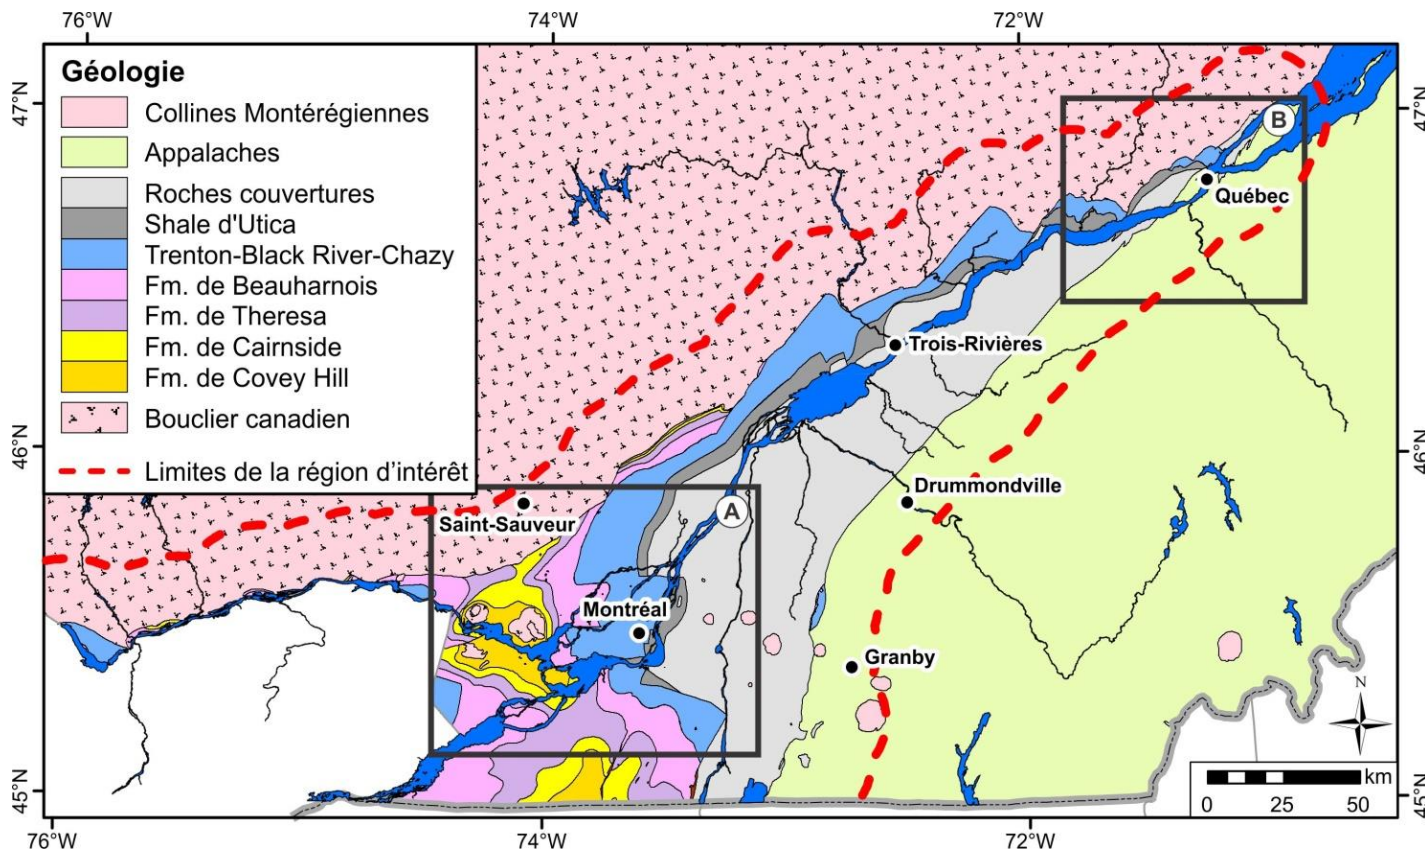 76°W
74°W
72°W
47°N
46°N
45°N
Géologie
Collines Montérégiennes
Appalaches
Roches couvertures
Shale d'Utica
Trenton-Black River-Chazy
Fm. de Beauharnois
Fm. de Theresa
Fm. de Cairnside
Fm. de Covey Hill
Bouclier canadien
Limites de la région d’intérêt
B
Québec
Trois-Rivières
Drummondville
A
Saint-Sauveur
Montréal
Granby
N
km
0 25 50
47°N
46°N
45°N
76°W
74°W
72°W